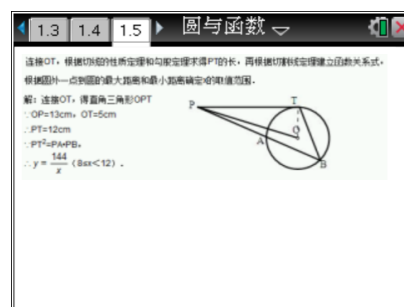 1.3 1.4 1.5 圆与函数
连接OT，根据切线的性质定理和勾股定理求得PT的长，再根据切割线定理建立函数关系式，
根据圆外一点到圆的最大距离和最小距离确定x的取值范围．
解：连接OT，得直角三角形OPT
∵OP=13cm，OT=5cm
∴PT=12cm
∵PT²=PA•PB，
∴y=144/x（8≤x＜12）．
P T O A B